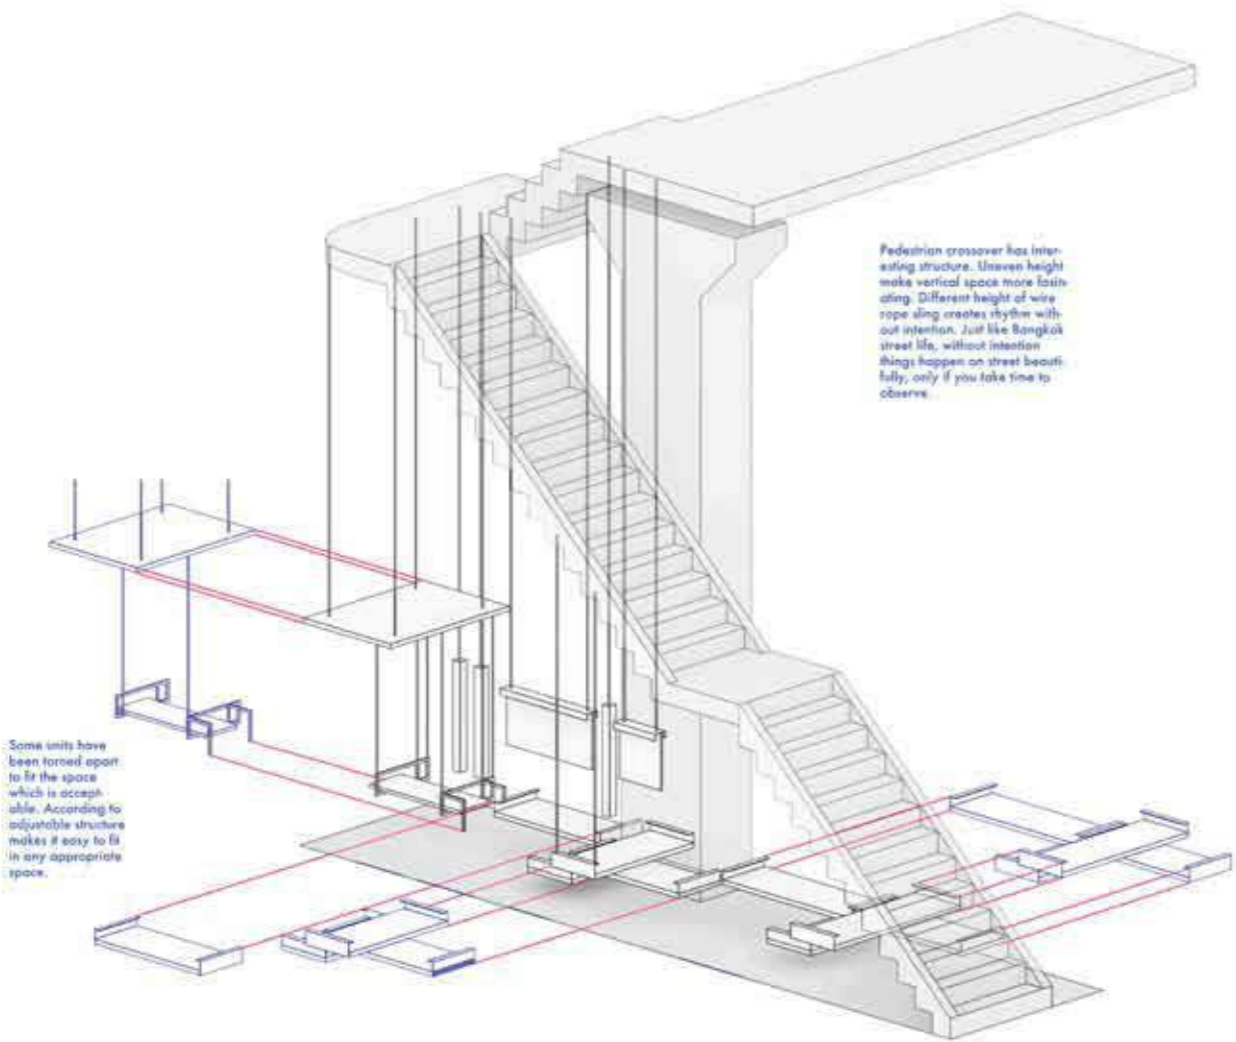 Pedestrian crossover has inter-
esting structure. Uneven height
make vertical space more fasin-
ating. Different height of wire
rope sling creates rhythm with-
out intention. Just like Bangkok
street life, without intention
things happen on street beauti-
fully, only if you take time to
observe.
Some units have
been torned apart
to fit the space
which is accept-
able. According to
adjustable structure
makes it easy to fit
in any appropriate
space.